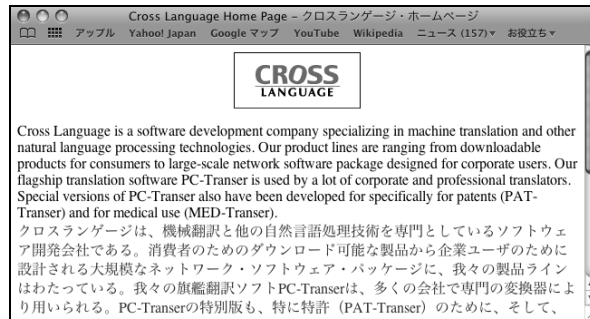 Cross Language Home Page – クロスランゲージ・ホームページ
アップル Yahoo! Japan Google マップ YouTube Wikipedia ニュース (157)▼ お役立ち▼
CROSS
LANGUAGE
Cross Language is a software development company specializing in machine translation and other
natural language processing technologies. Our product lines are ranging from downloadable
products for consumers to large-scale network software package designed for corporate users. Our
flagship translation software PC-Transer is used by a lot of corporate and professional translators.
Special versions of PC-Transer also have been developed for specifically for patents (PAT-
Transer) and for medical use (MED-Transer).
クロスランゲージは、機械翻訳と他の自然言語処理技術を専門としているソフトウェ
ア開発会社である。消費者のためのダウンロード可能な製品から企業ユーザのために
設計される大規模なネットワーク・ソフトウェア・パッケージに、我々の製品ライン
はわたっている。我々の旗艦翻訳ソフトPC-Transerは、多くの会社で専門の変換器によ
り用いられる。PC-Transerの特別版も、特に特許（PAT-Transer）のために、そして、